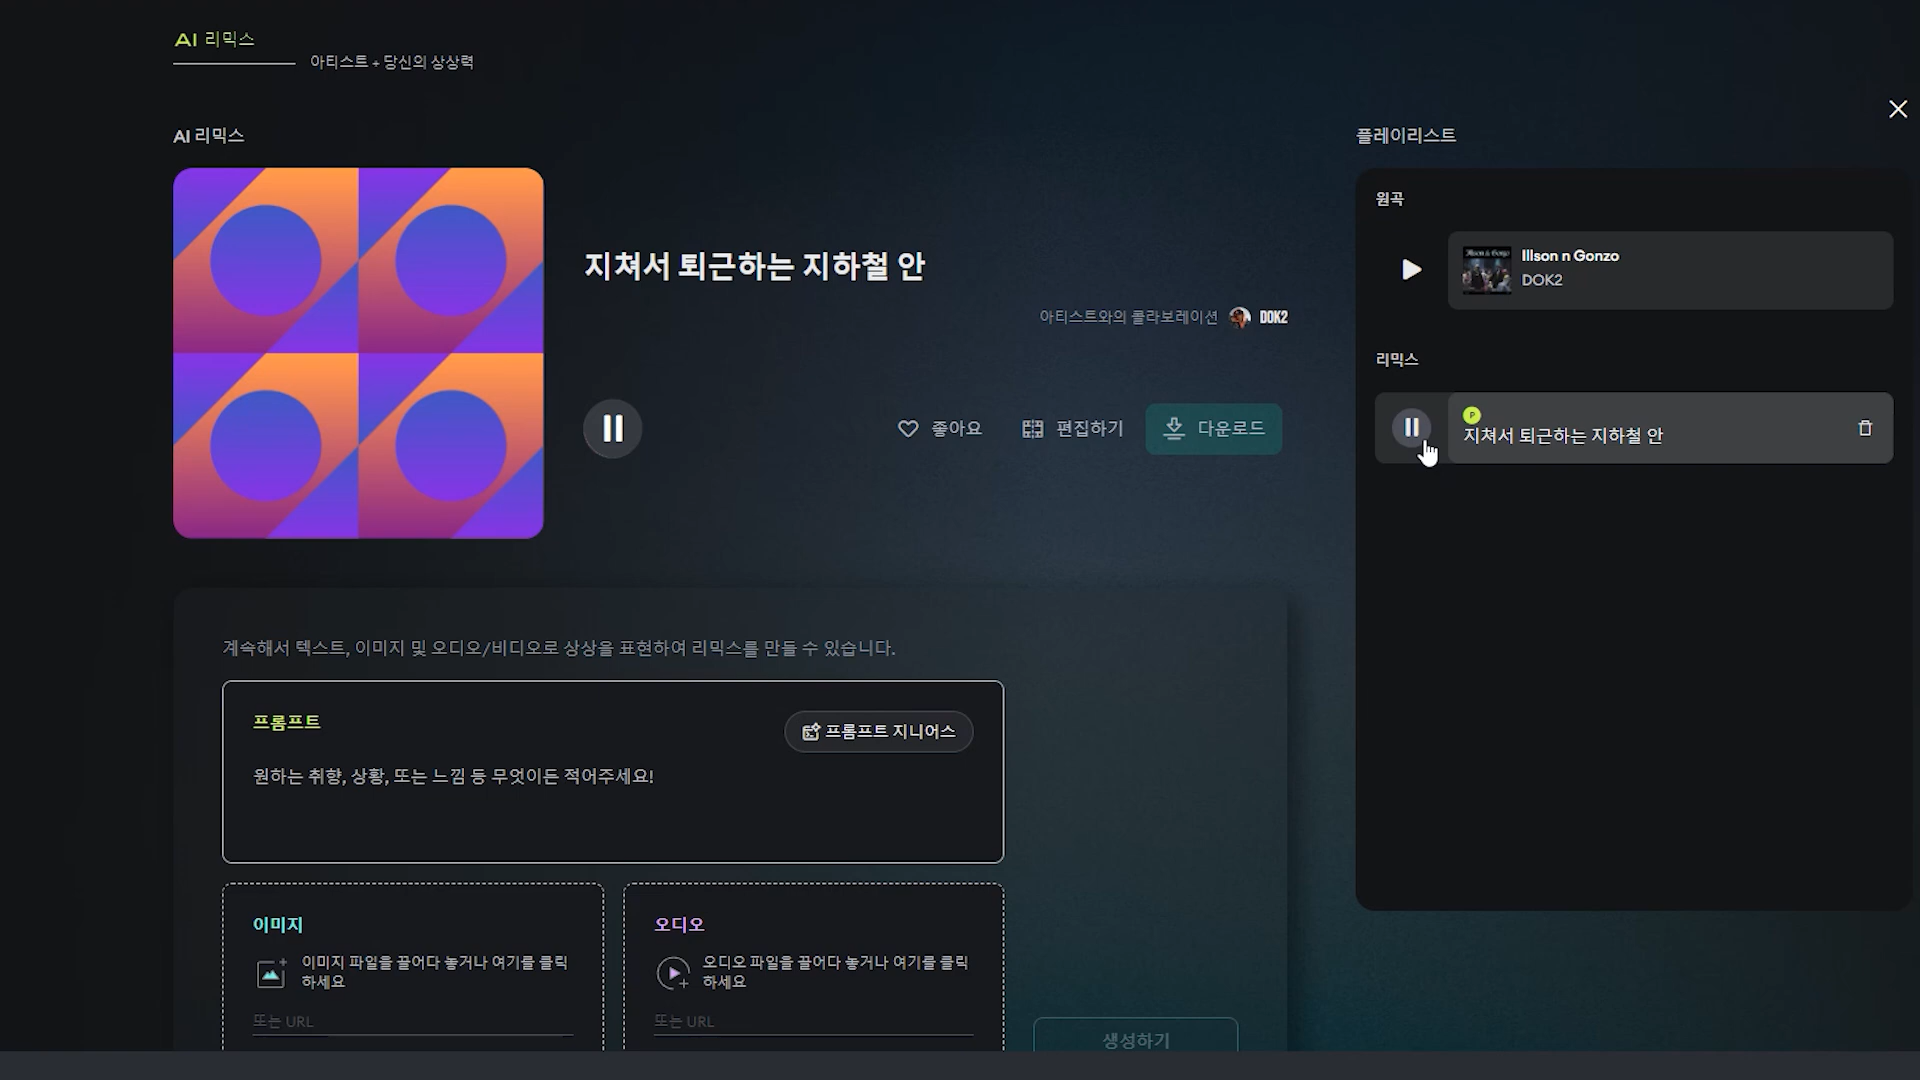 AI 리믹스
아티스트 + 당신의 상상력
AI 리믹스
지쳐서 퇴근하는 지하철 안
아티스트와의 콜라보레이션 DOK2
좋아요
편집하기
다운로드
계속해서 텍스트, 이미지 및 오디오/비디오로 상상을 표현하여 리믹스를 만들 수 있습니다.
프롬프트
프롬프트 지니어스
원하는 취향, 상황, 또는 느낌 등 무엇이든 적어주세요!
이미지
이미지 파일을 끌어다 놓거나 여기를 클릭
하세요
또는 URL
오디오
오디오 파일을 끌어다 놓거나 여기를 클릭
하세요
또는 URL
생성하기
플레이리스트
원곡
Illson & Gonzo
Illson n Gonzo
DOK2
리믹스
P
지쳐서 퇴근하는 지하철 안